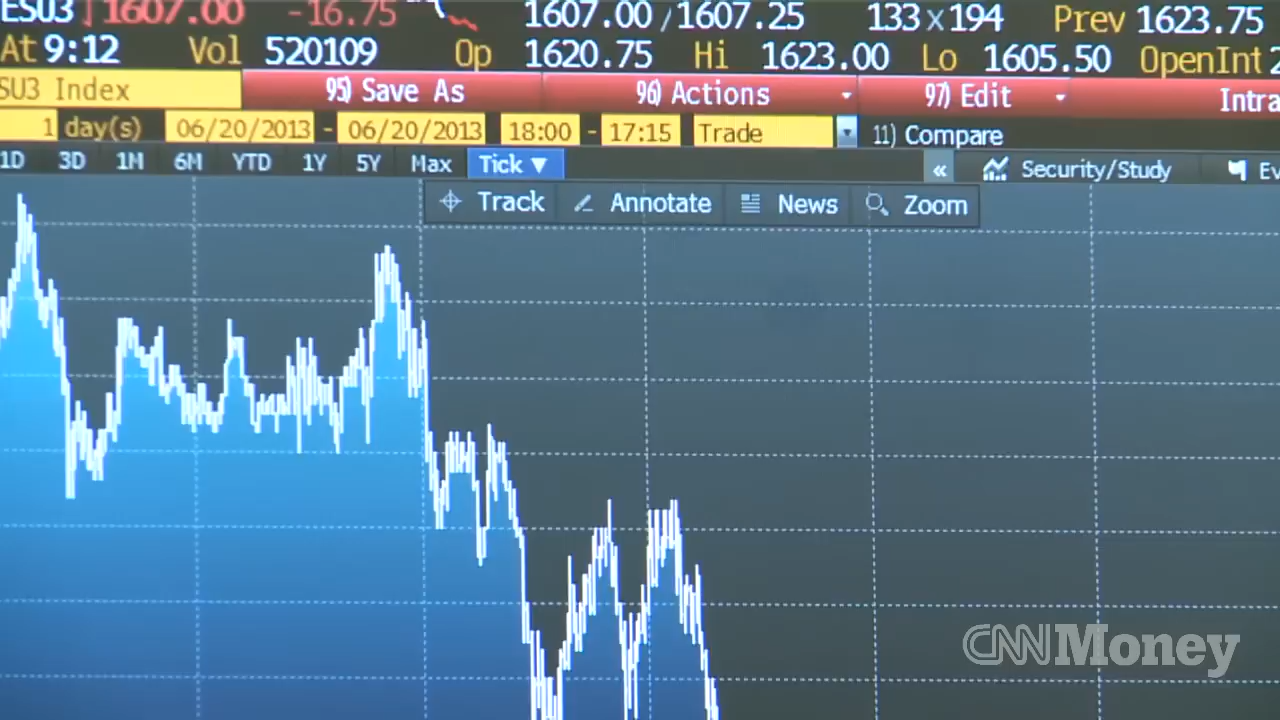 ESU3 ↓1607.00 -16.75 1607.00/1607.25 133x194 Prev 1623.75
At 9:12 Vol 520109 Op 1620.75 Hi 1623.00 Lo 1605.50 OpenInt
SU3 Index 95) Save As 96) Actions 97) Edit Intra
1 day(s) 06/20/2013 - 06/20/2013 18:00 - 17:15 Trade 11) Compare
1D 3D 1M 6M YTD 1Y 5Y Max Tick ▼ « Security/Study Ev
Track Annotate News Zoom
CNNMoney